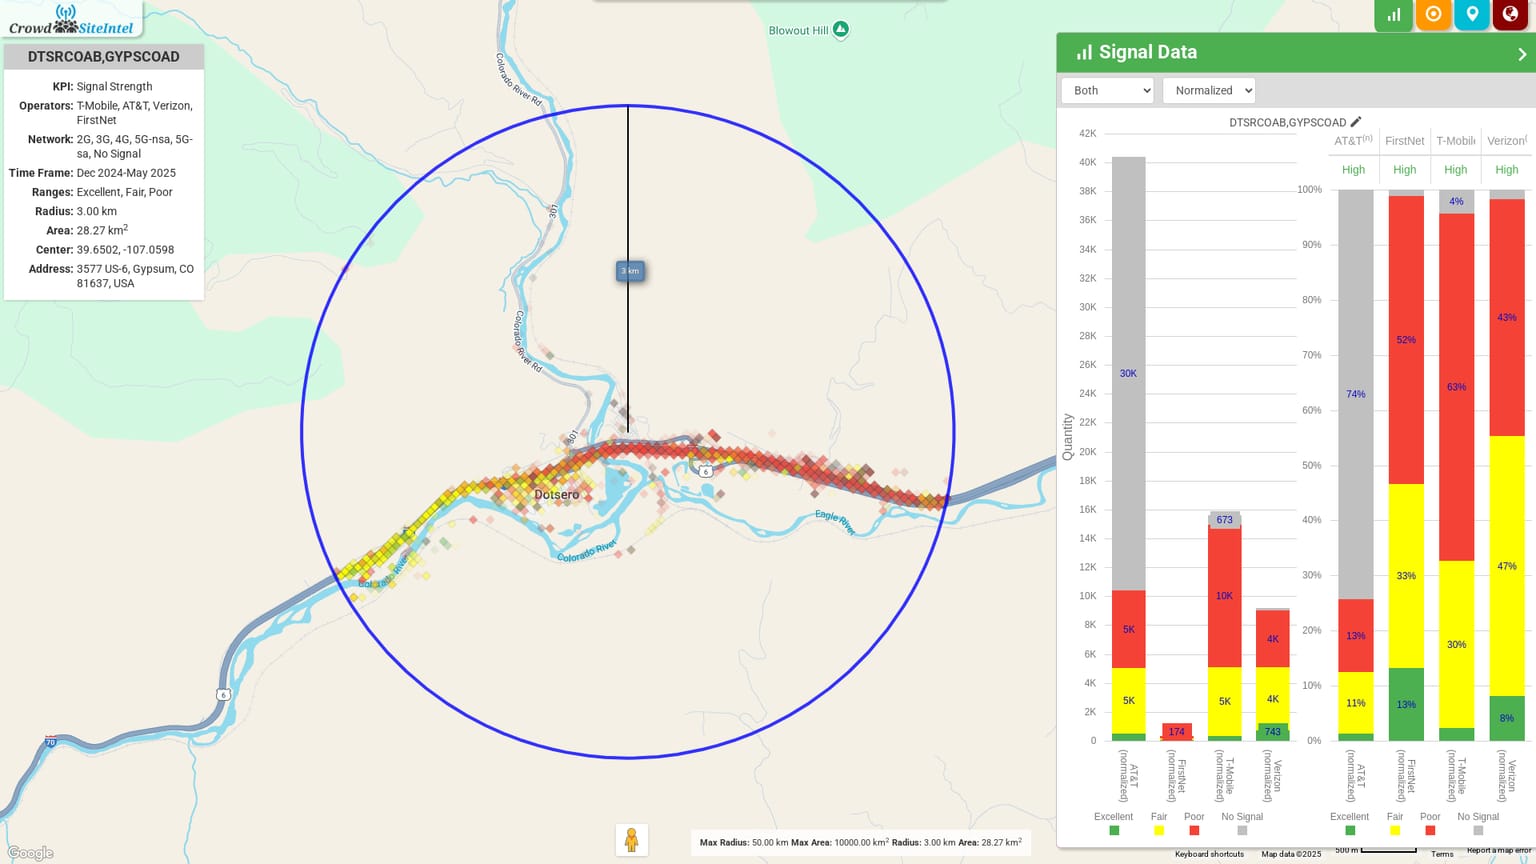 Crowd SiteIntel
DTSRCOAB,GYPSCOAD
KPI: Signal Strength
Operators: T-Mobile, AT&T, Verizon,
FirstNet
Network: 2G, 3G, 4G, 5G-nsa, 5G-
sa, No Signal
Time Frame: Dec 2024-May 2025
Ranges: Excellent, Fair, Poor
Radius: 3.00 km
Area: 28.27 km²
Center: 39.6502, -107.0598
Address: 3577 US-6, Gypsum, CO
81637, USA
Blowout Hill
Colorado River Rd
301
3 km
Colorado River Rd
301
6
Dotsero
Eagle River
Colorado River
Colorado River
6
70
Google
Max Radius: 50.00 km Max Area: 10000.00 km² Radius: 3.00 km Area: 28.27 km²
Signal Data
Both
Normalized
DTSRCOAB,GYPSCOAD
42K
40K
38K
36K
34K
32K
30K
28K
26K
24K
22K
20K
18K
16K
14K
12K
10K
8K
6K
4K
2K
0
Quantity
30K
5K
5K
174
673
10K
5K
4K
4K
743
AT&T (normalized)
FirstNet (normalized)
T-Mobile (normalized)
Verizon (normalized)
Excellent Fair Poor No Signal
AT&T(n) FirstNet T-Mobil Verizon(
High High High High
100%
90%
80%
70%
60%
50%
40%
30%
20%
10%
0%
74%
13%
11%
52%
33%
13%
4%
63%
30%
43%
47%
8%
AT&T (normalized)
FirstNet (normalized)
T-Mobile (normalized)
Verizon (normalized)
Excellent Fair Poor No Signal
Keyboard shortcuts Map data ©2025 500 m Terms Report a map error